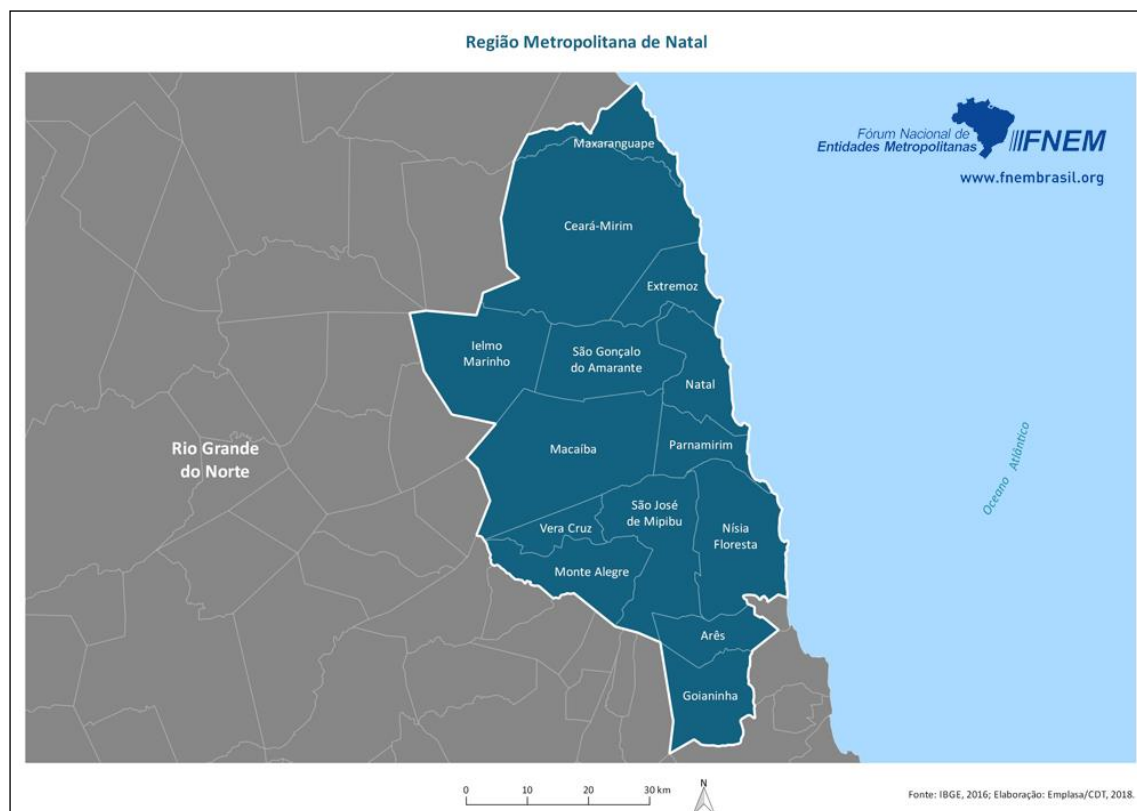 Região Metropolitana de Natal
Fórum Nacional de
Entidades Metropolitanas
FNEM
www.fnembrasil.org
Maxaranguape
Ceará-Mirim
Extremoz
Ielmo
Marinho
São Gonçalo
do Amarante
Natal
Rio Grande
do Norte
Macaíba
Parnamirim
Oceano Atlântico
São José
de Mipibu
Vera Cruz
Nísia
Floresta
Monte Alegre
Arês
Goianinha
0 10 20 30 km
N
Fonte: IBGE, 2016; Elaboração: Emplasa/CDT, 2018.